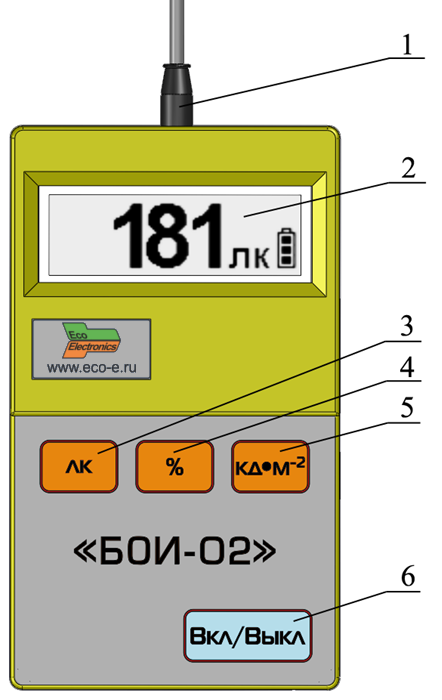 1
181 лк
2
Eco
Electronics
www.eco-e.ru
3
4
5
ЛК
%
КД•М⁻²
«БОИ-02»
6
Вкл/Выкл